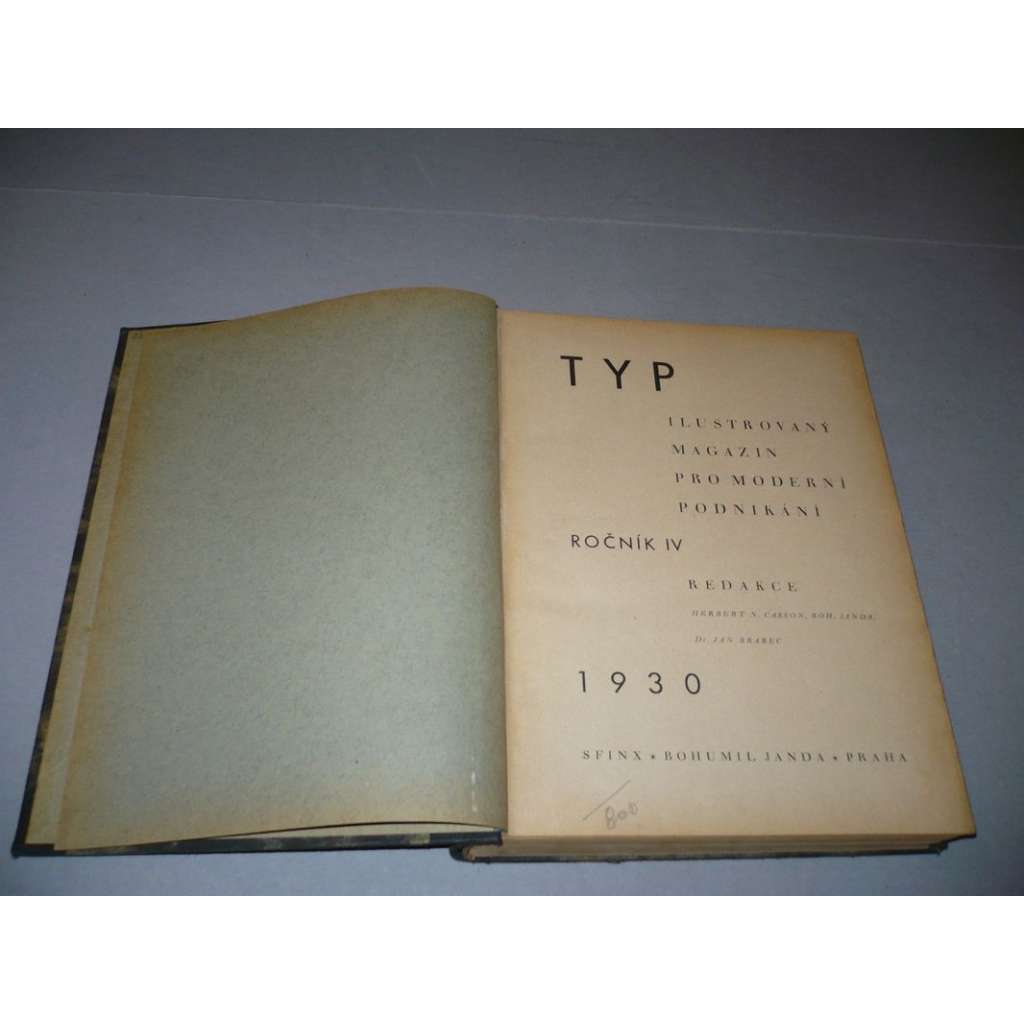 TYP
ILUSTROVANÝ
MAGAZIN
PRO MODERNÍ
PODNIKÁNÍ
ROČNÍK IV
REDAKCE
HERBERT N. CASSON, BOH. JANDA,
Dr. JAN BRABEC
1930
SFINX * BOHUMIL JANDA * PRAHA
800